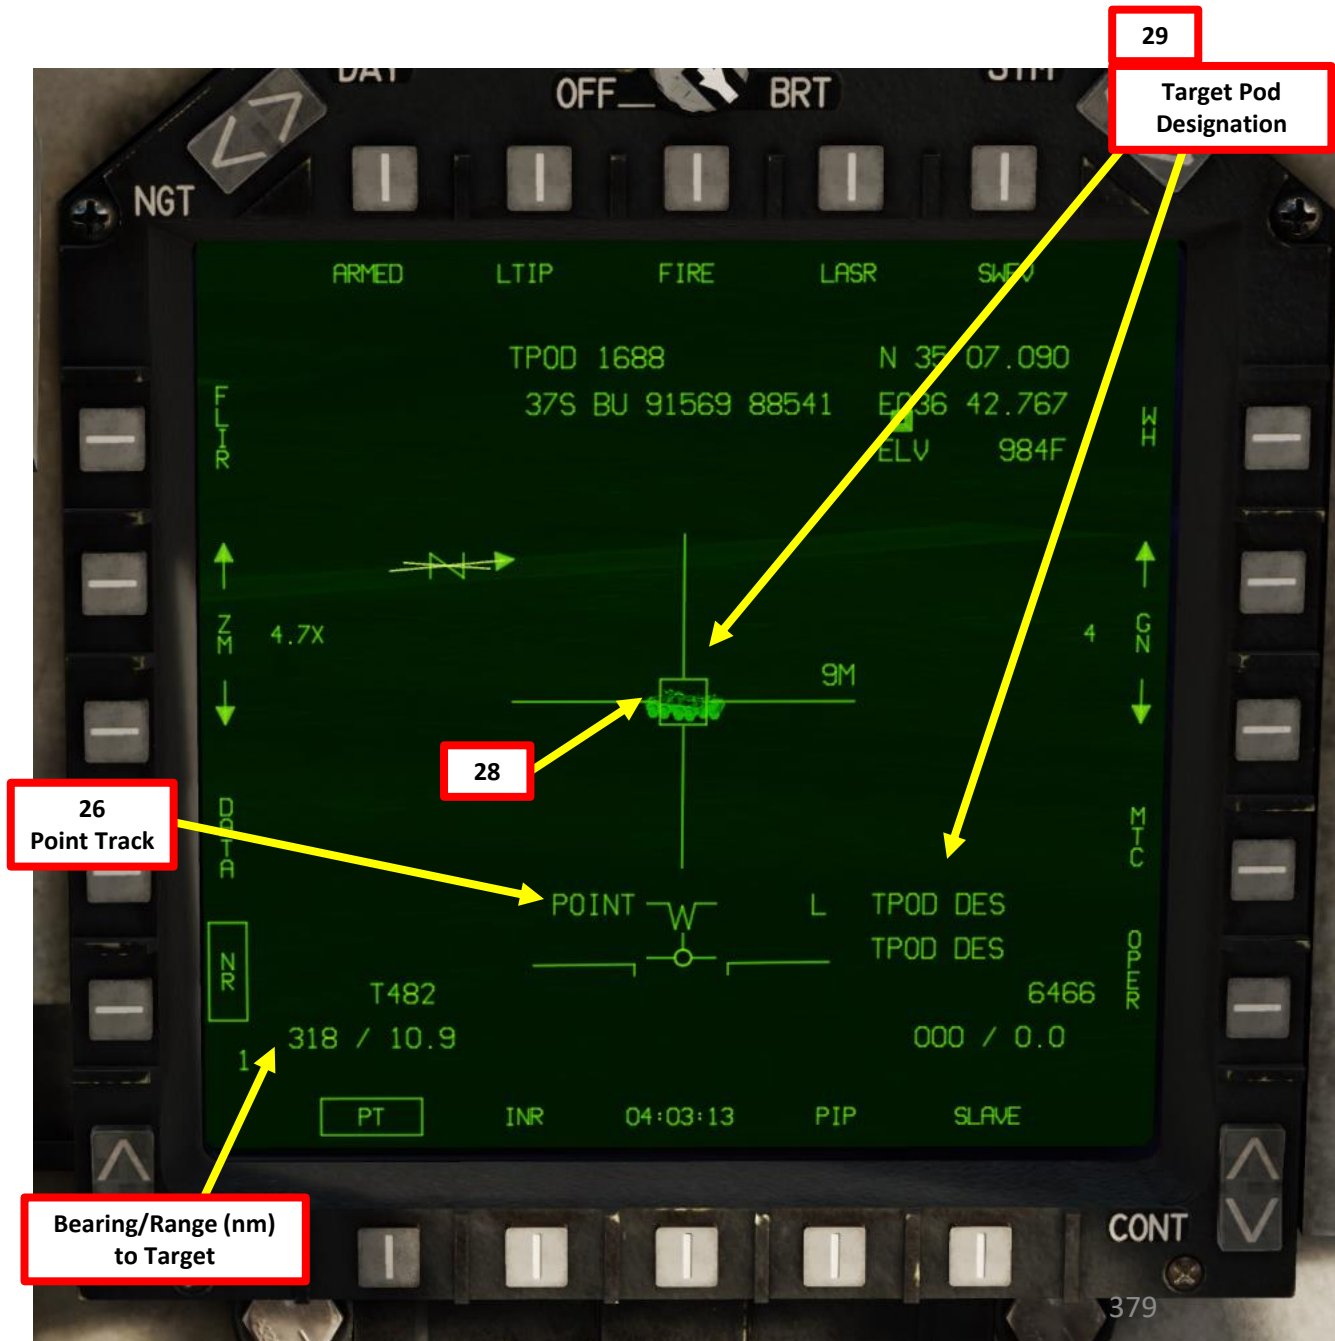 29
Target Pod
Designation
DAY
OFF
BRT
SYM
NGT
ARMED LTIP FIRE LASR
TPOD 1688
N 35 07.090
37S BU 91569 88541
E036 42.767
ELV 984F
FLIR
WH
N
ZM
4.7X
4
GN
9M
28
26
Point Track
DATA
MTC
POINT
W
L
TPOD DES
TPOD DES
NR
OPER
T482
6466
318 / 10.9
000 / 0.0
1
PT INR 04:03:13 PIP SLAVE
Bearing/Range (nm)
to Target
CONT
379